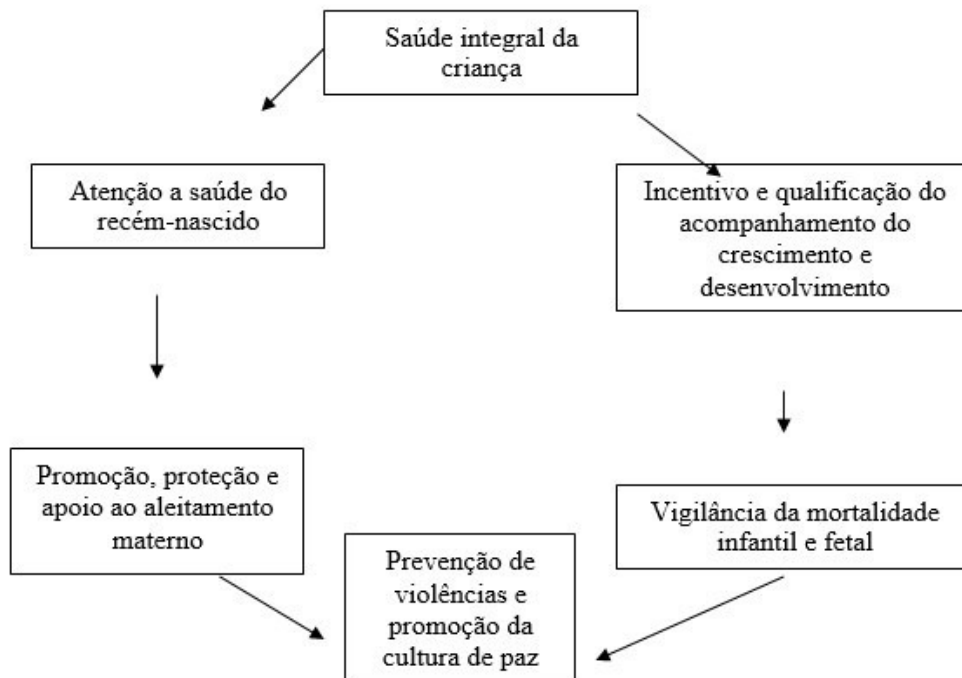 Saúde integral da
criança
Atenção a saúde do
recém-nascido
Incentivo e qualificação do
acompanhamento do
crescimento e
desenvolvimento
Promoção, proteção e
apoio ao aleitamento
materno
Vigilância da mortalidade
infantil e fetal
Prevenção de
violências e
promoção da
cultura de paz